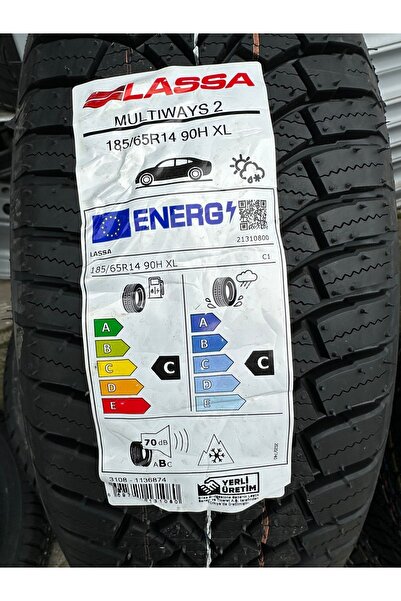 LASSA
MULTIWAYS 2
185/65R14 90H XL
ENERG
LASSA
21310800
185/65R14 90H XL
C1
A
B
C
D
E
C
A
B
C
D
E
C
70 dB
ABC
3108 - 1136874
YERLİ
ÜRETİM